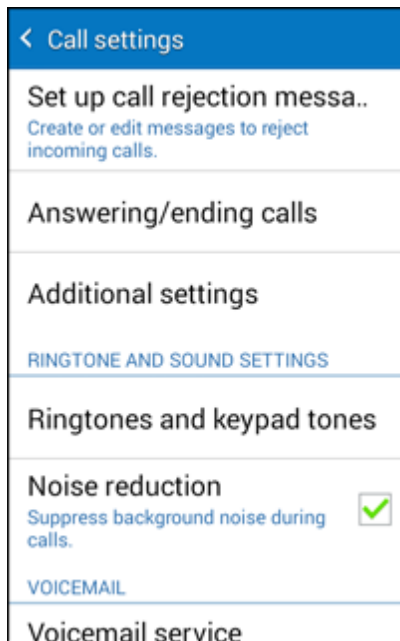 Call settings
Set up call rejection messa..
Create or edit messages to reject
incoming calls.
Answering/ending calls
Additional settings
RINGTONE AND SOUND SETTINGS
Ringtones and keypad tones
Noise reduction
Suppress background noise during
calls.
VOICEMAIL
Voicemail service